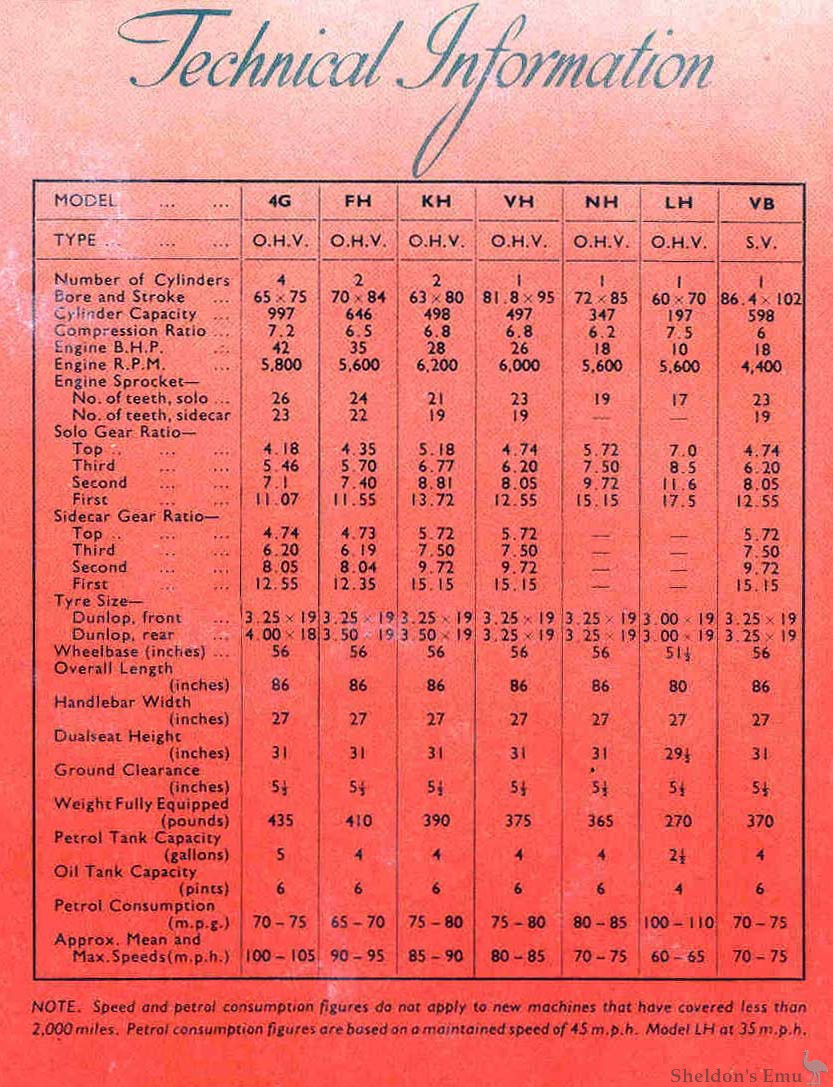 Technical Information
MODEL ... ... 4G FH KH VH NH LH VB
TYPE ... ... ... O.H.V. O.H.V. O.H.V. O.H.V. O.H.V. O.H.V. S.V.
Number of Cylinders 4 2 2 1 1 1 1
Bore and Stroke ... 65 × 75 70 × 84 63 × 80 81.8 × 95 72 × 85 60 × 70 86.4 × 102
Cylinder Capacity ... 997 646 498 497 347 197 598
Compression Ratio ... 7.2 6.5 6.8 6.8 6.2 7.5 6
Engine B.H.P. ... 42 35 28 26 18 10 18
Engine R.P.M. ... 5,800 5,600 6,200 6,000 5,600 5,600 4,400
Engine Sprocket—
No. of teeth, solo ... 26 24 21 23 19 17 23
No. of teeth, sidecar 23 22 19 19 — — 19
Solo Gear Ratio—
Top .. ... ... 4.18 4.35 5.18 4.74 5.72 7.0 4.74
Third ... ... 5.46 5.70 6.77 6.20 7.50 8.5 6.20
Second ... ... 7.1 7.40 8.81 8.05 9.72 11.6 8.05
First ... ... 11.07 11.55 13.72 12.55 15.15 17.5 12.55
Sidecar Gear Ratio—
Top .. ... ... 4.74 4.73 5.72 5.72 — — 5.72
Third ... ... 6.20 6.19 7.50 7.50 — — 7.50
Second ... ... 8.05 8.04 9.72 9.72 — — 9.72
First ... ... 12.55 12.35 15.15 15.15 — — 15.15
Tyre Size—
Dunlop, front ... 3.25 × 19 3.25 × 19 3.25 × 19 3.25 × 19 3.25 × 19 3.00 × 19 3.25 × 19
Dunlop, rear ... 4.00 × 18 3.50 × 19 3.50 × 19 3.25 × 19 3.25 × 19 3.00 × 19 3.25 × 19
Wheelbase (inches) ... 56 56 56 56 56 51½ 56
Overall Length
(inches) 86 86 86 86 86 80 86
Handlebar Width
(inches) 27 27 27 27 27 27 27
Dualseat Height
(inches) 31 31 31 31 31 29½ 31
Ground Clearance
(inches) 5½ 5½ 5½ 5½ 5½ 5½ 5½
Weight Fully Equipped
(pounds) 435 410 390 375 365 270 370
Petrol Tank Capacity
(gallons) 5 4 4 4 4 2½ 4
Oil Tank Capacity
(pints) 6 6 6 6 6 4 6
Petrol Consumption
(m.p.g.) 70 – 75 65 – 70 75 – 80 75 – 80 80 – 85 100 – 110 70 – 75
Approx. Mean and
Max. Speeds (m.p.h.) 100 – 105 90 – 95 85 – 90 80 – 85 70 – 75 60 – 65 70 – 75
NOTE. Speed and petrol consumption figures do not apply to new machines that have covered less than
2,000 miles. Petrol consumption figures are based on a maintained speed of 45 m.p.h. Model LH at 35 m.p.h.
Sheldon's Emu